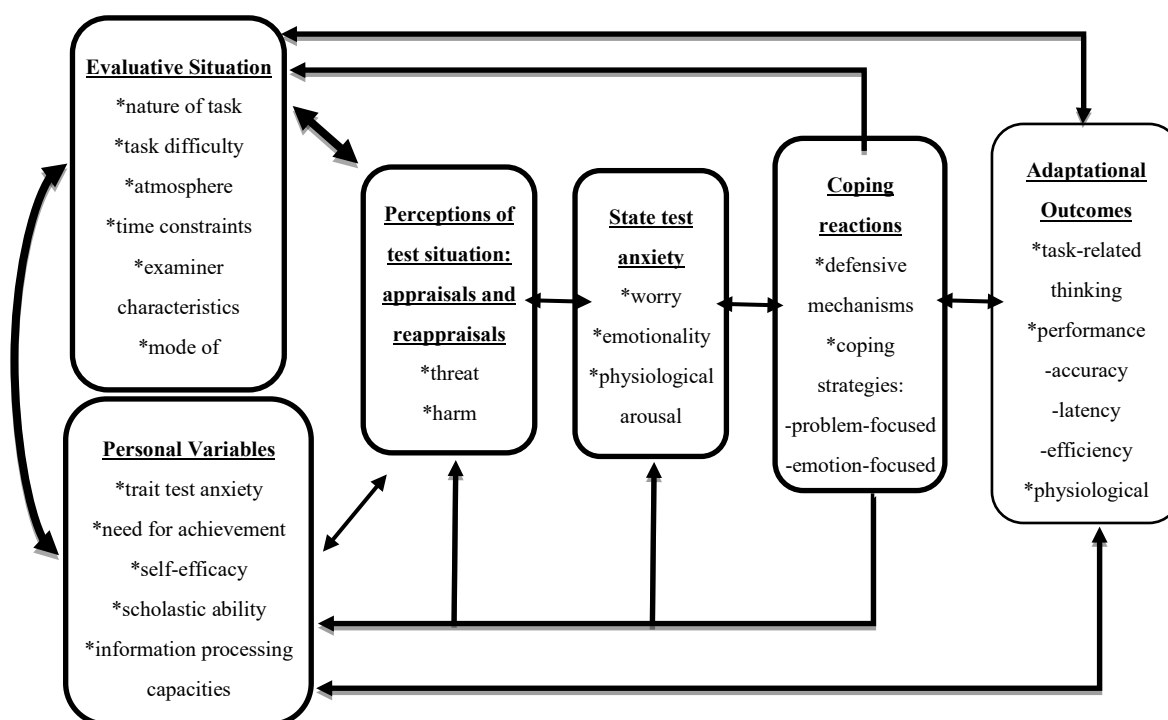 Evaluative Situation
*nature of task
*task difficulty
*atmosphere
*time constraints
*examiner
characteristics
*mode of
Personal Variables
*trait test anxiety
*need for achievement
*self-efficacy
*scholastic ability
*information processing
capacities
Perceptions of
test situation:
appraisals and
reappraisals
*threat
*harm
State test
anxiety
*worry
*emotionality
*physiological
arousal
Coping
reactions
*defensive
mechanisms
*coping
strategies:
-problem-focused
-emotion-focused
Adaptational
Outcomes
*task-related
thinking
*performance
-accuracy
-latency
-efficiency
*physiological